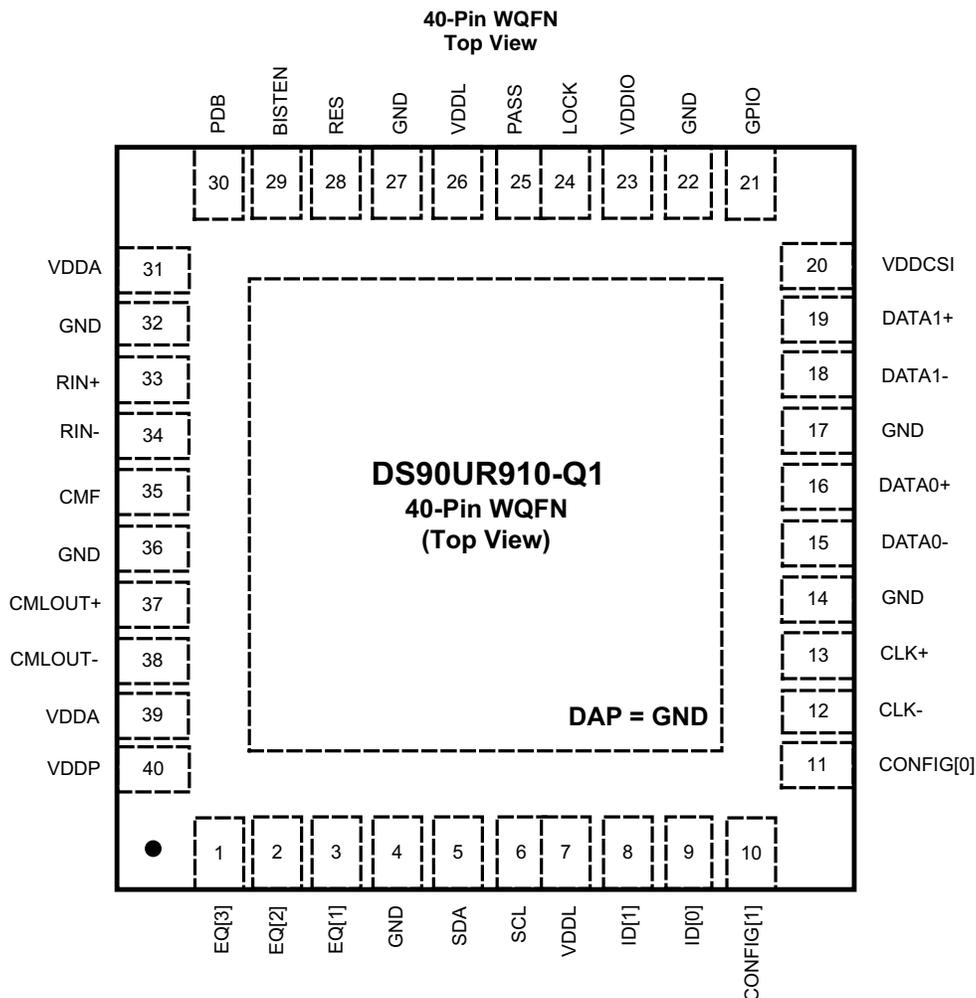 40-Pin WQFN
Top View
PDB
BISTEN
RES
GND
VDDL
PASS
LOCK
VDDIO
GND
GPIO
30 29 28 27 26 25 24 23 22 21
VDDA 31
GND 32
RIN+ 33
RIN- 34
CMF 35
GND 36
CMLOUT+ 37
CMLOUT- 38
VDDA 39
VDDP 40
DS90UR910-Q1
40-Pin WQFN
(Top View)
DAP = GND
20 VDDCSI
19 DATA1+
18 DATA1-
17 GND
16 DATA0+
15 DATA0-
14 GND
13 CLK+
12 CLK-
11 CONFIG[0]
1 2 3 4 5 6 7 8 9 10
EQ[3]
EQ[2]
EQ[1]
GND
SDA
SCL
VDDL
ID[1]
ID[0]
CONFIG[1]